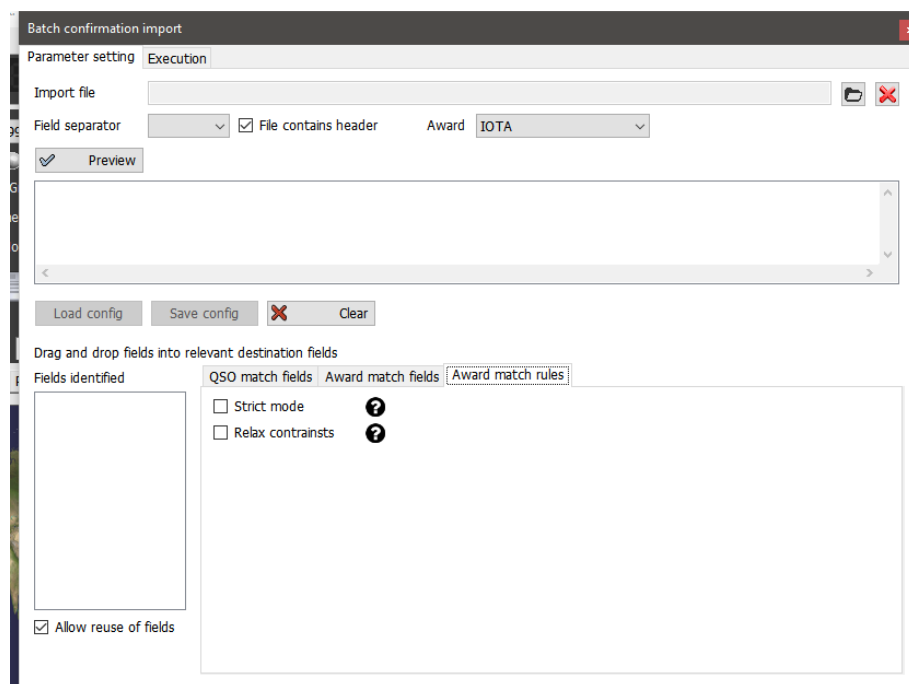 Batch confirmation import
Parameter setting Execution
Import file
Field separator File contains header Award IOTA
Preview
Load config Save config Clear
Drag and drop fields into relevant destination fields
Fields identified QSO match fields Award match fields Award match rules
Strict mode ?
Relax contrainsts ?
Allow reuse of fields